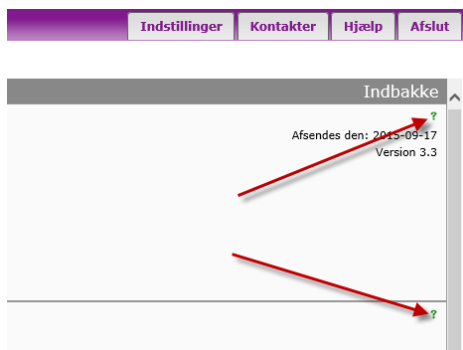 Indstillinger Kontakter Hjælp Afslut
Indbakke
?
Afsendes den: 2015-09-17
Version 3.3
?